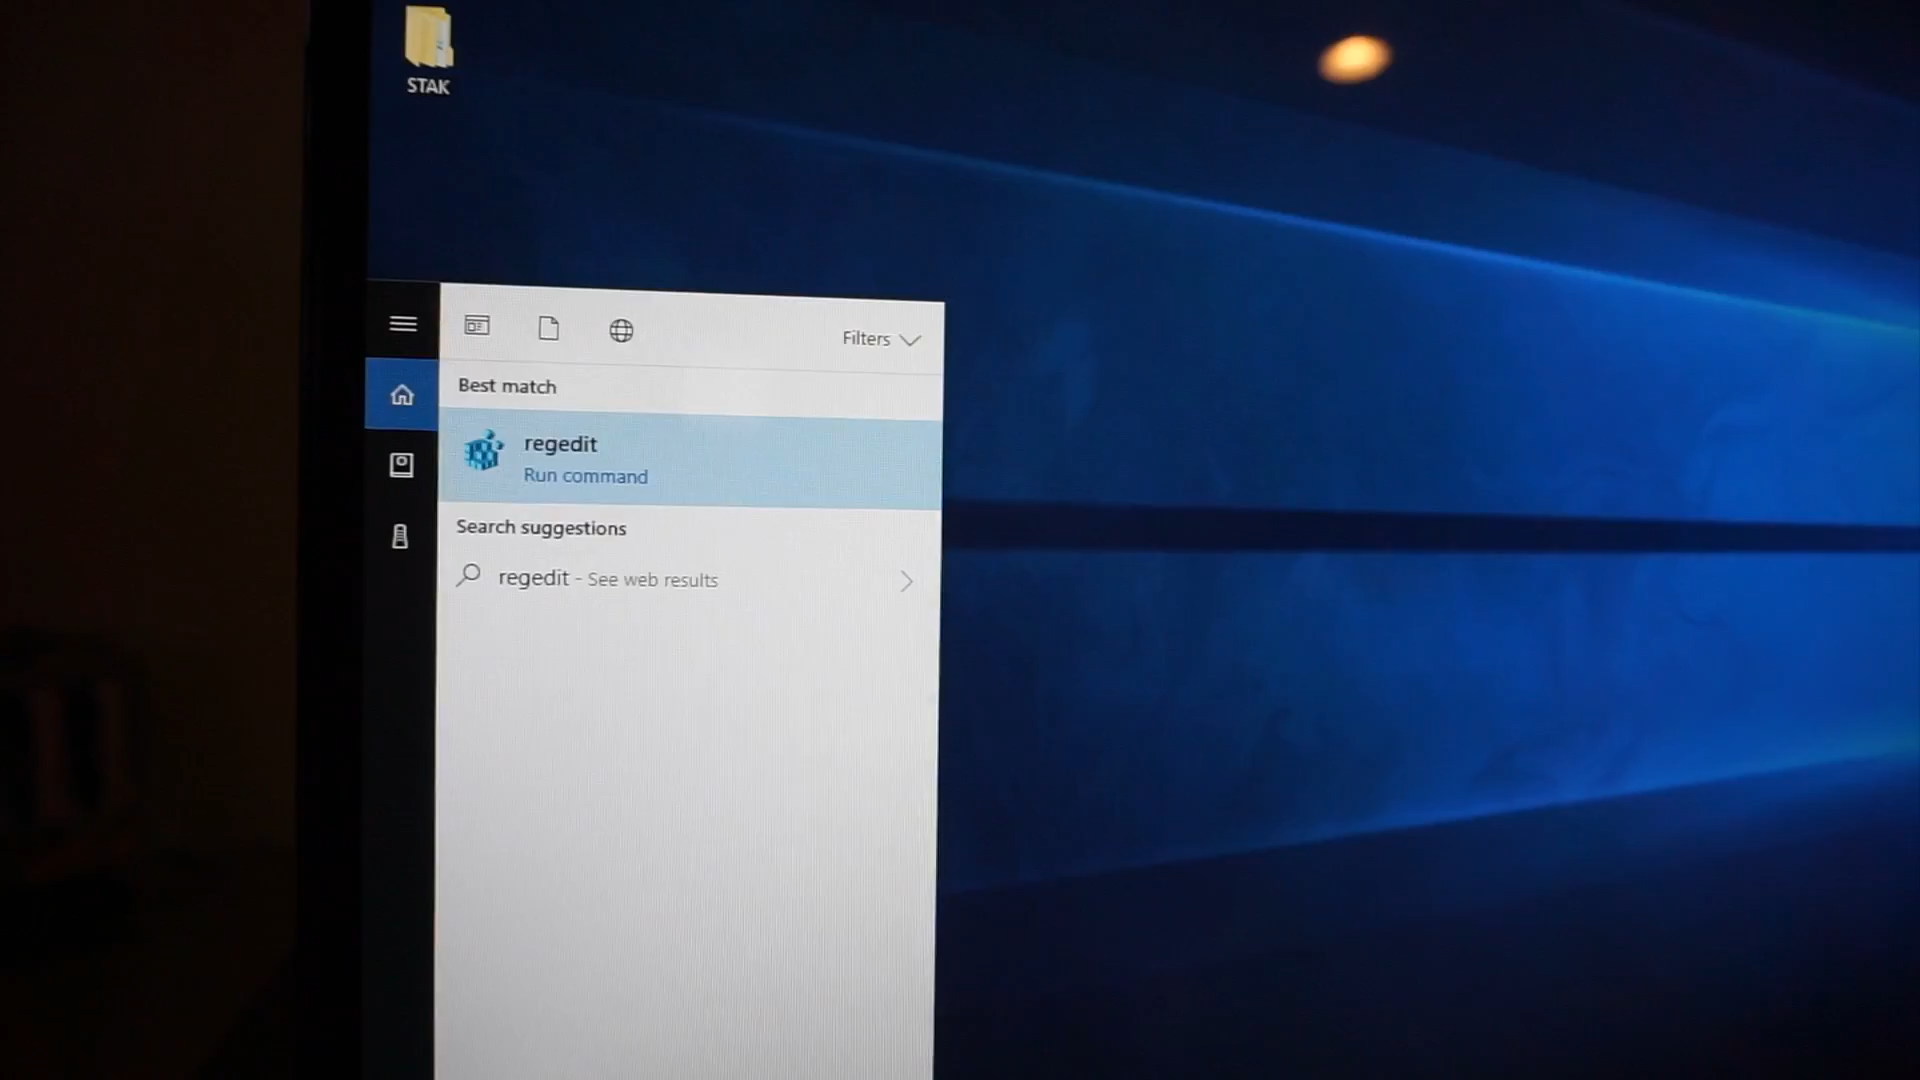 STAK
Filters
Best match
regedit
Run command
Search suggestions
regedit - See web results